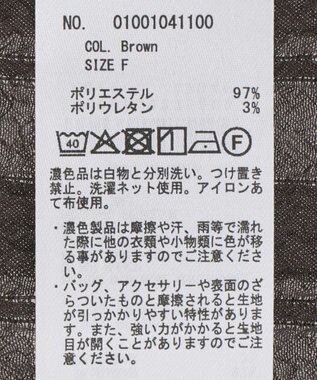 NO. 01001041100
COL. Brown
SIZE F
ポリエステル 97%
ポリウレタン 3%
40 F
濃色品は白物と分別洗い。つけ置き
禁止。洗濯ネット使用。アイロンあ
て布使用。
・濃色製品は摩擦や汗、雨等で濡れ
た際に他の衣類や小物類に色が移
る事がありますのでご注意くださ
い。
・バッグ、アクセサリーや表面のざ
らついたものと摩擦されると生地
が引っかかりやすい特性がありま
す。また、強い力がかかると生地
目が開くのでご注意ください。